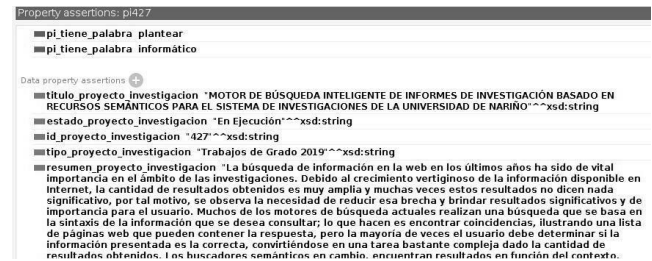 Property assertions: pi427
pi_tiene_palabra plantear
pi_tiene_palabra informático
Data property assertions
titulo_proyecto_investigacion "MOTOR DE BÚSQUEDA INTELIGENTE DE INFORMES DE INVESTIGACIÓN BASADO EN
RECURSOS SEMÀNTICOS PARA EL SISTEMA DE INVESTIGACIONES DE LA UNIVERSIDAD DE NARIÑO"^^xsd:string
estado_proyecto_investigacion "En Ejecución"^^xsd:string
id_proyecto_investigacion "427"^^xsd:string
tipo_proyecto_investigacion "Trabajos de Grado 2019"^^xsd:string
resumen_proyecto_investigacion "La búsqueda de información en la web en los últimos años ha sido de vital
importancia en el ámbito de las investigaciones. Debido al crecimiento vertiginoso de la información disponible en
Internet, la cantidad de resultados obtenidos es muy amplia y muchas veces estos resultados no dicen nada
significativo, por tal motivo, se observa la necesidad de reducir esa brecha y brindar resultados significativos y de
importancia para el usuario. Muchos de los motores de búsqueda actuales realizan una búsqueda que se basa en
la sintaxis de la información que se desea consultar; lo que hacen es encontrar coincidencias, ilustrando una lista
de páginas web que pueden contener la respuesta, pero la mayoría de veces el usuario debe determinar si la
información presentada es la correcta, convirtiéndose en una tarea bastante compleja dado la cantidad de
resultados obtenidos. Los buscadores semánticos en cambio, encuentran resultados en función del contexto,